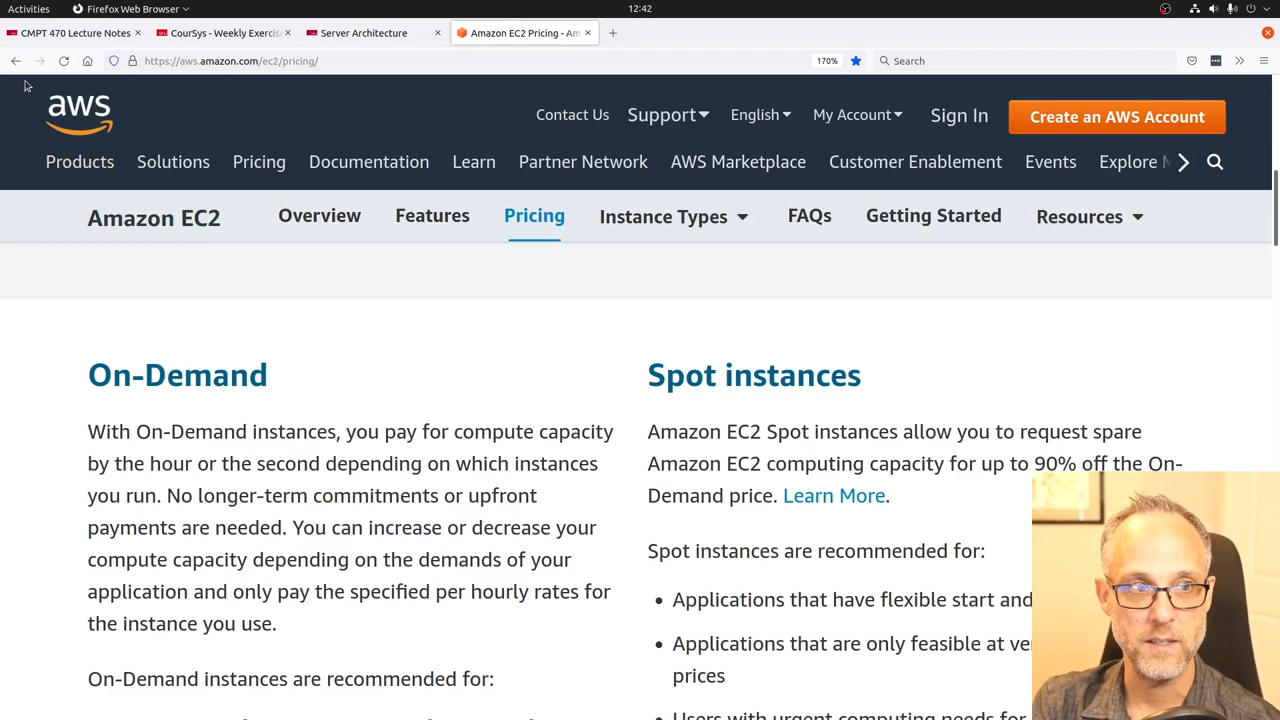 Activities
Firefox Web Browser
12:42
CMPT 470 Lecture Notes
CourSys - Weekly Exercis
Server Architecture
Amazon EC2 Pricing - Am
https://aws.amazon.com/ec2/pricing/
170%
Search
aws
Contact Us
Support
English
My Account
Sign In
Create an AWS Account
Products
Solutions
Pricing
Documentation
Learn
Partner Network
AWS Marketplace
Customer Enablement
Events
Explore
Amazon EC2
Overview
Features
Pricing
Instance Types
FAQs
Getting Started
Resources
On-Demand
With On-Demand instances, you pay for compute capacity
by the hour or the second depending on which instances
you run. No longer-term commitments or upfront
payments are needed. You can increase or decrease your
compute capacity depending on the demands of your
application and only pay the specified per hourly rates for
the instance you use.
On-Demand instances are recommended for:
Spot instances
Amazon EC2 Spot instances allow you to request spare
Amazon EC2 computing capacity for up to 90% off the On-
Demand price. Learn More.
Spot instances are recommended for:
• Applications that have flexible start and
• Applications that are only feasible at ve
prices
• Users with urgent computing needs for